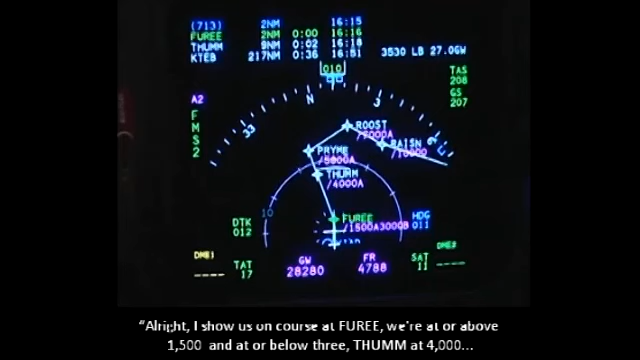 (713) 2NM 16:15
FUREE 2NM 0:00 16:16
THUMM 9NM 0:02 16:18
KTEB 217NM 0:36 16:51
3530 LB 27.0GW
010
TAS
208
GS
207
A2
F
M
S
2
33
N
3
ROOST
/5000A
RAISN
/10000
PRYME
/5000A
THUMM
/4000A
10
FUREE
/1500A3000B
DTK
012
HDG
011
DME1
----
DME2
----
TAT
17
GW
28280
FR
4788
SAT
11
“Alright, I show us on course at FUREE, we’re at or above
1,500 and at or below three, THUMM at 4,000...